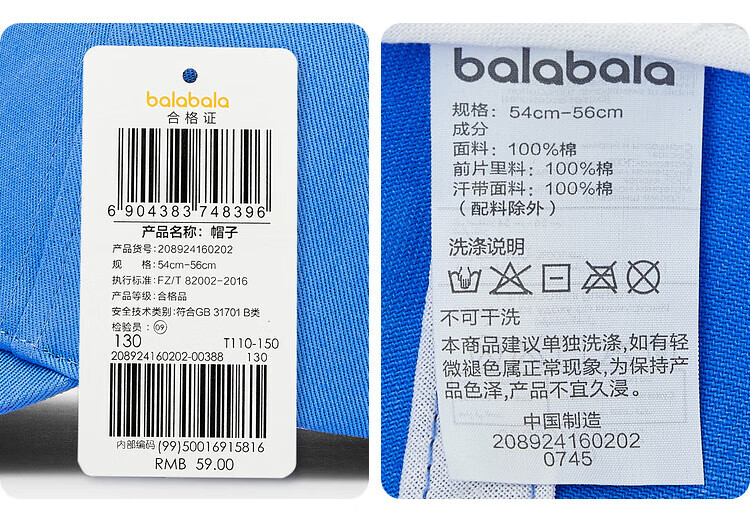 balabala
合格证
6 904383 748396
产品名称：帽子
产品货号：208924160202
规　格：54cm-56cm
执行标准：FZ/T 82002-2016
产品等级：合格品
安全技术类别：符合GB 31701 B类
检验员：09
130 T110-150
208924160202-00388 130
内部编码 (99)50016915816
RMB 59.00
balabala
规格：54cm-56cm
成分
面料：100%棉
前片里料：100%棉
汗带面料：100%棉
（配料除外）
洗涤说明
不可干洗
本商品建议单独洗涤,如有轻
微褪色属正常现象,为保持产
品色泽,产品不宜久浸。
中国制造
208924160202
0745